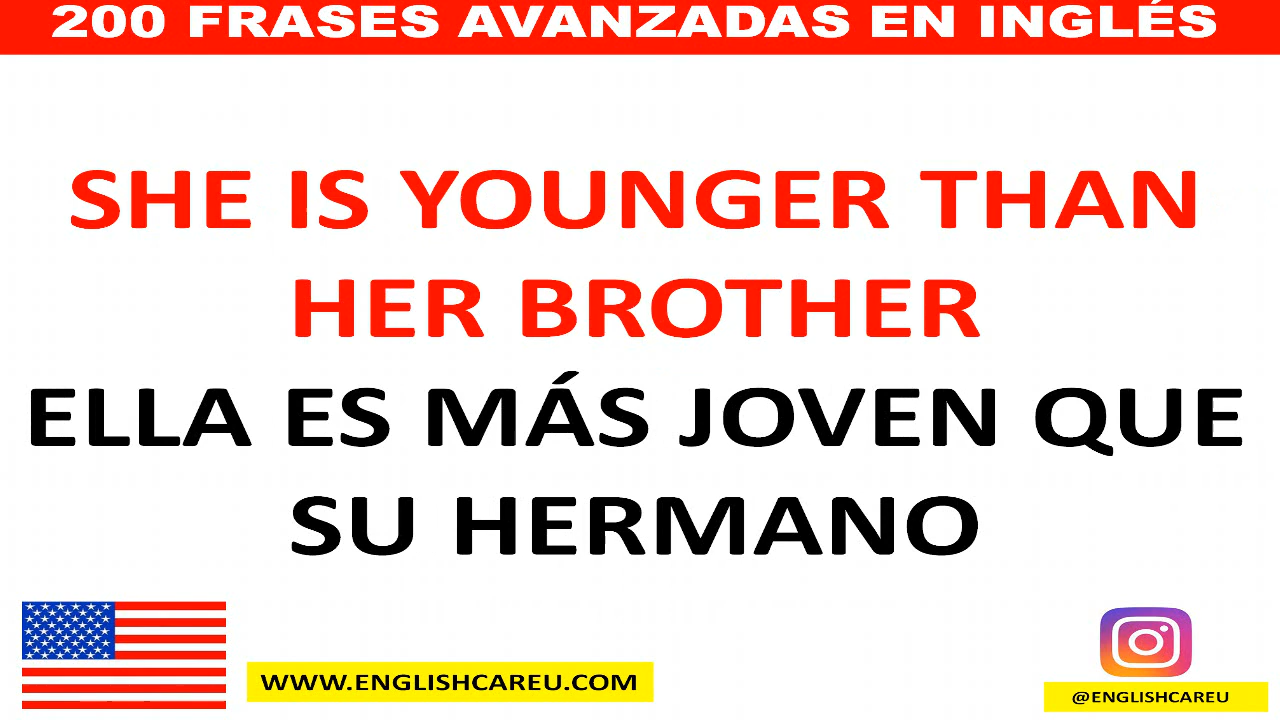 200 FRASES AVANZADAS EN INGLÉS
SHE IS YOUNGER THAN
HER BROTHER
ELLA ES MÁS JOVEN QUE
SU HERMANO
WWW.ENGLISHCAREU.COM
@ENGLISHCAREU